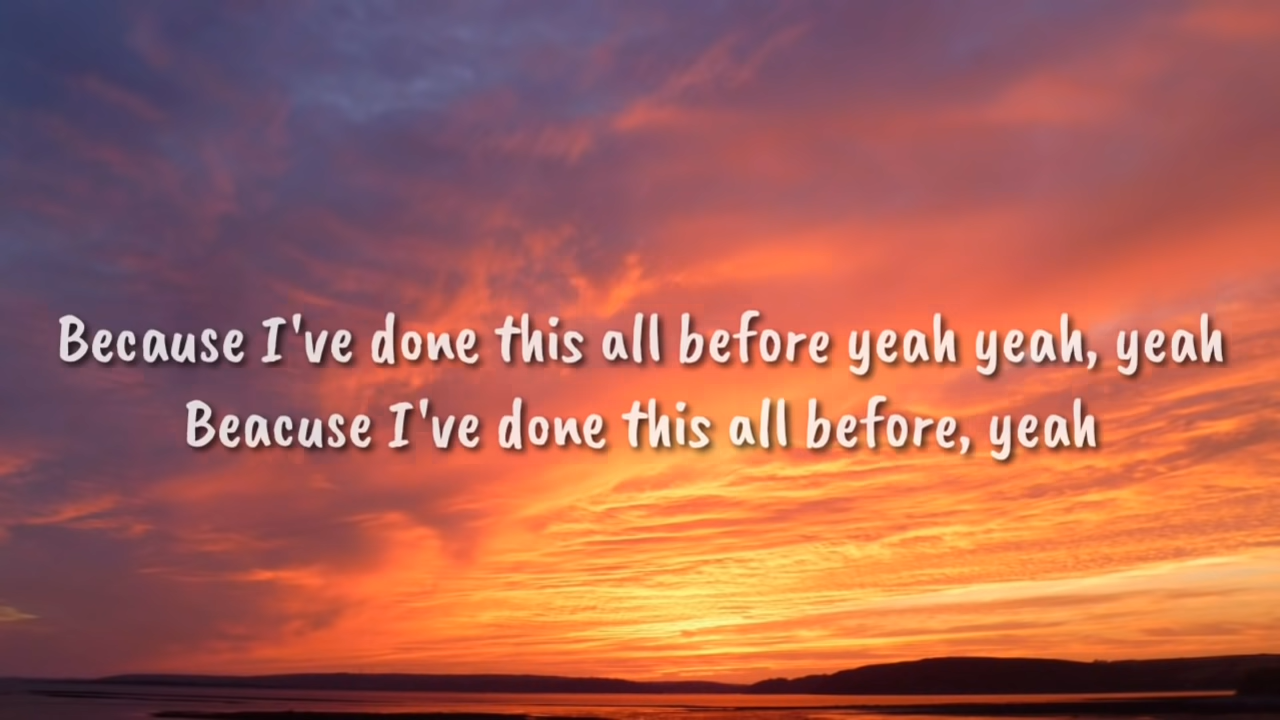 Because I've done this all before yeah yeah, yeah
Beacuse I've done this all before, yeah